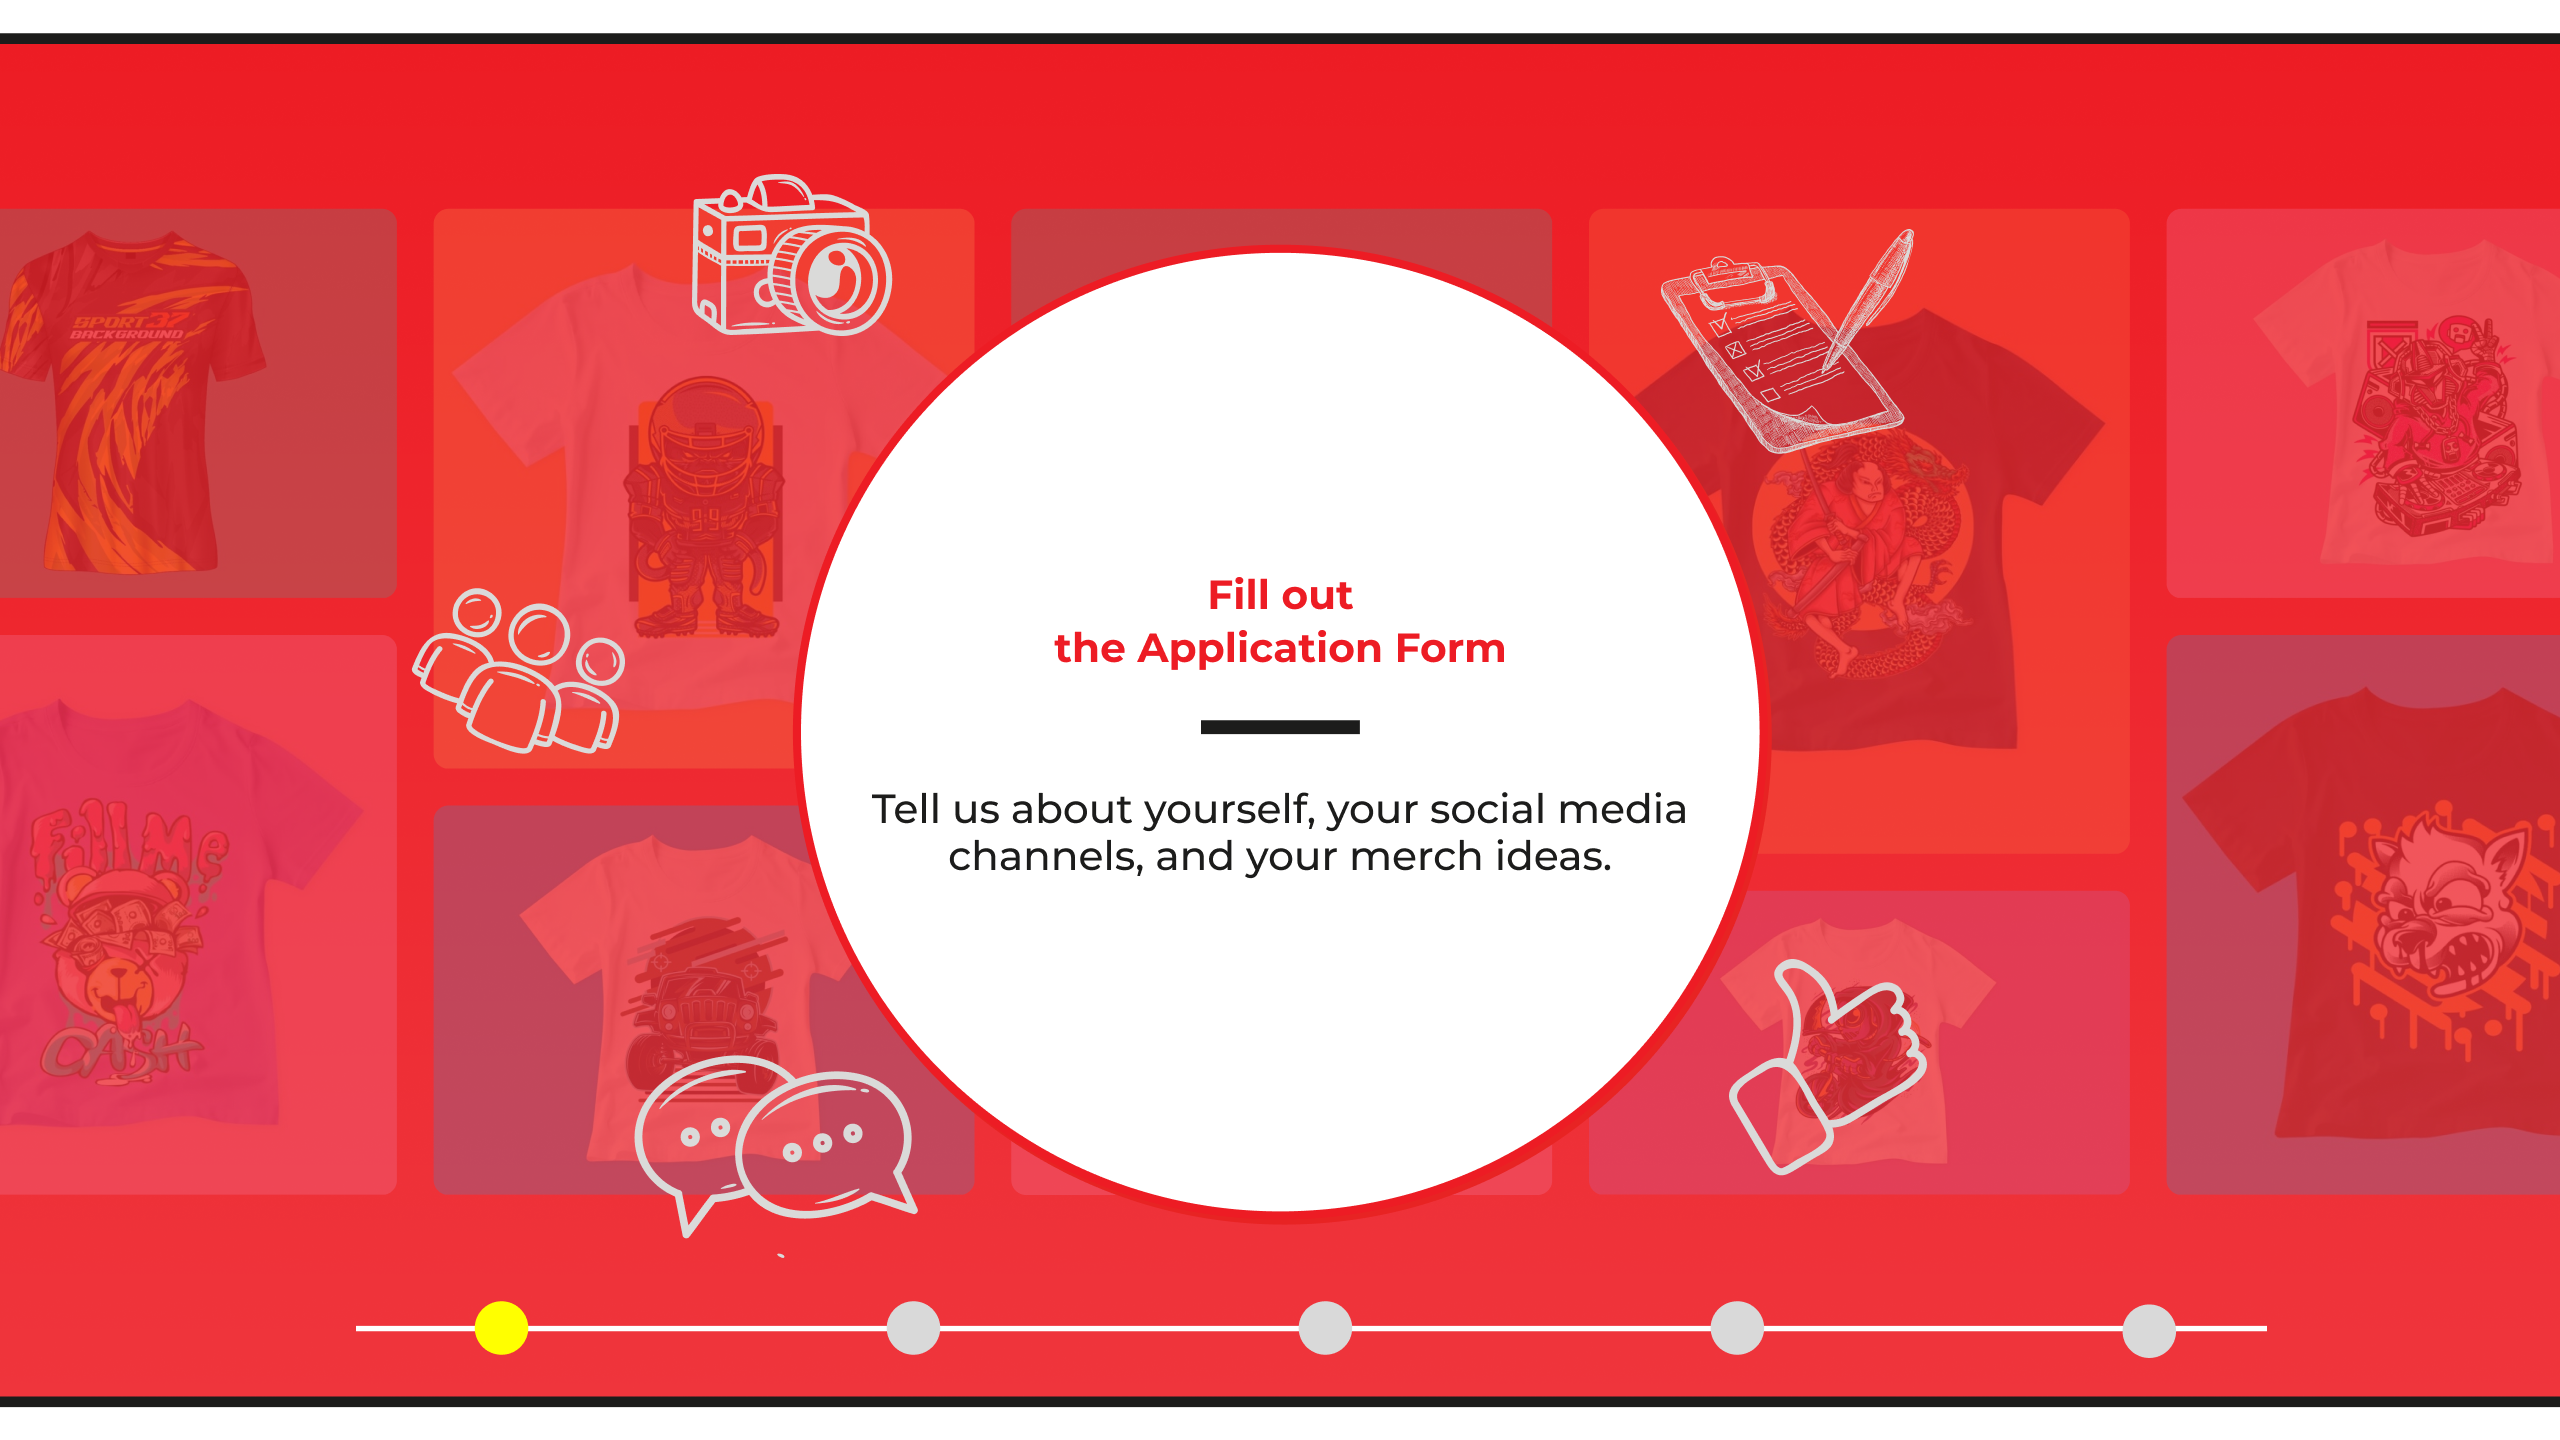 SPORT 37
BACKGROUND
99
Fill out
the Application Form
Tell us about yourself, your social media
channels, and your merch ideas.
Fill Me
CASH